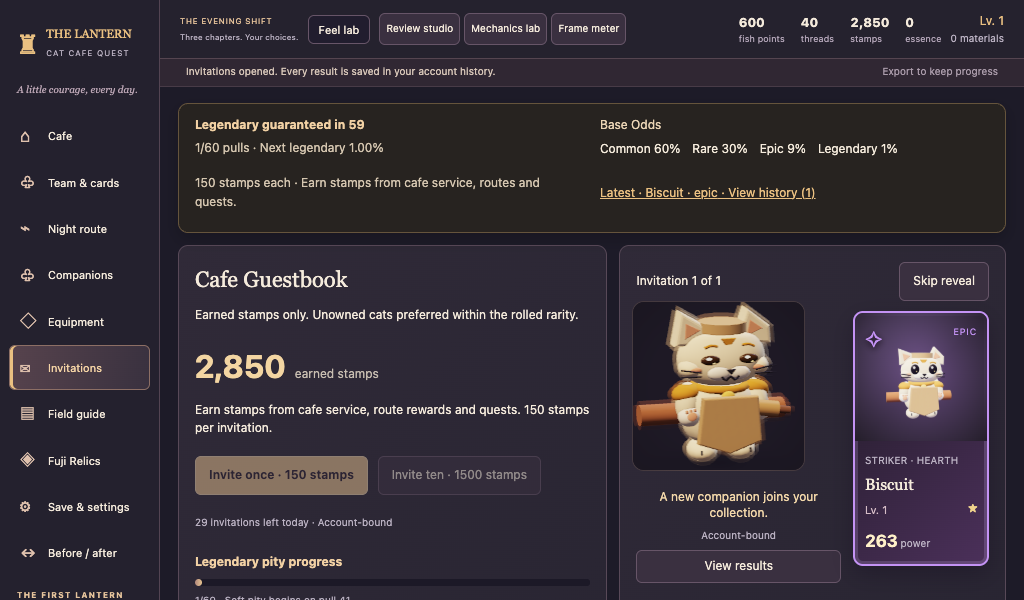 THE LANTERN
CAT CAFE QUEST
A little courage, every day.
Cafe
Team & cards
Night route
Companions
Equipment
Invitations
Field guide
Fuji Relics
Save & settings
Before / after
THE FIRST LANTERN
THE EVENING SHIFT
Three chapters. Your choices.
Feel lab
Review studio
Mechanics lab
Frame meter
600
fish points
40
threads
2,850
stamps
0
essence
Lv. 1
0 materials
Invitations opened. Every result is saved in your account history.
Export to keep progress
Legendary guaranteed in 59
1/60 pulls · Next legendary 1.00%
150 stamps each · Earn stamps from cafe service, routes and
quests.
Base Odds
Common 60% Rare 30% Epic 9% Legendary 1%
Latest · Biscuit · epic · View history (1)
Cafe Guestbook
Earned stamps only. Unowned cats preferred within the rolled rarity.
2,850 earned stamps
Earn stamps from cafe service, route rewards and quests. 150 stamps
per invitation.
Invite once · 150 stamps
Invite ten · 1500 stamps
29 invitations left today · Account-bound
Legendary pity progress
1/60 · Soft pity begins on pull 41
Invitation 1 of 1
Skip reveal
A new companion joins your
collection.
Account-bound
View results
EPIC
STRIKER · HEARTH
Biscuit
Lv. 1
263 power